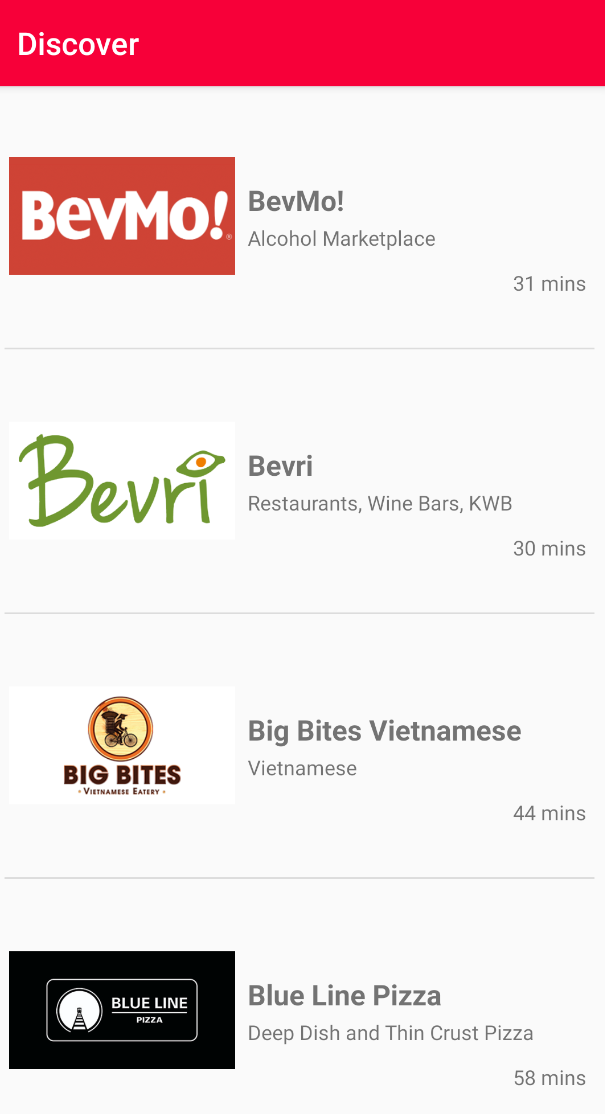 Discover
BevMo!®
BevMo!
Alcohol Marketplace
31 mins
Bevri
Bevri
Restaurants, Wine Bars, KWB
30 mins
BIG BITES
• VIETNAMESE EATERY •
Big Bites Vietnamese
Vietnamese
44 mins
BLUE LINE
PIZZA
Blue Line Pizza
Deep Dish and Thin Crust Pizza
58 mins